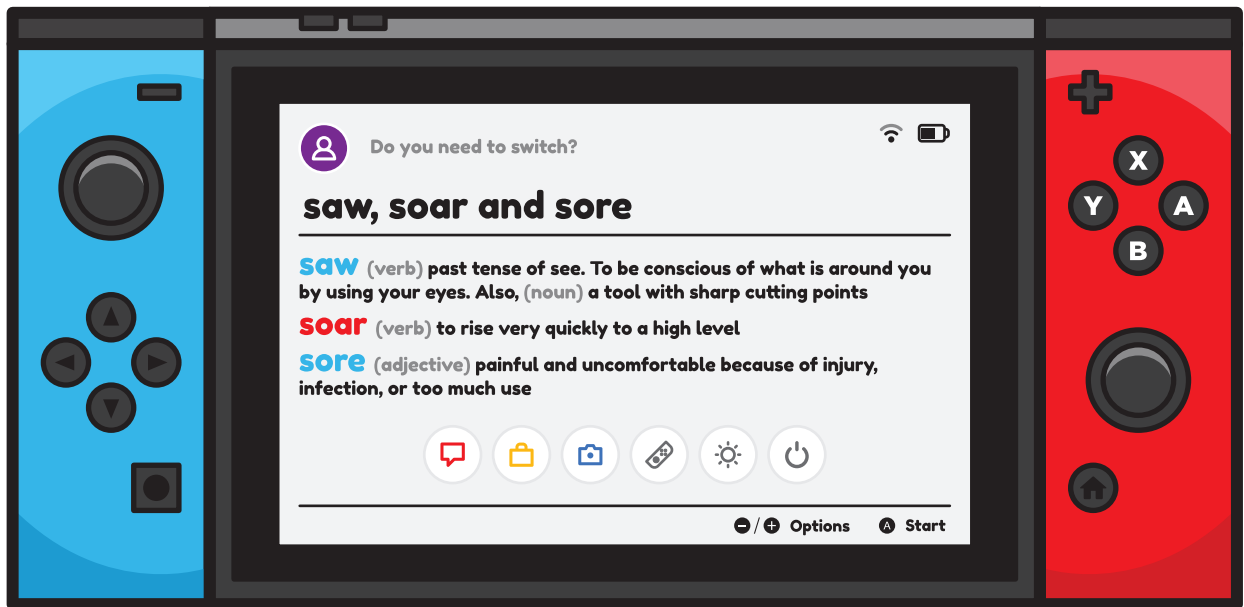 Do you need to switch?
saw, soar and sore
saw (verb) past tense of see. To be conscious of what is around you
by using your eyes. Also, (noun) a tool with sharp cutting points
soar (verb) to rise very quickly to a high level
sore (adjective) painful and uncomfortable because of injury,
infection, or too much use
X
Y A
B
-/+ Options A Start